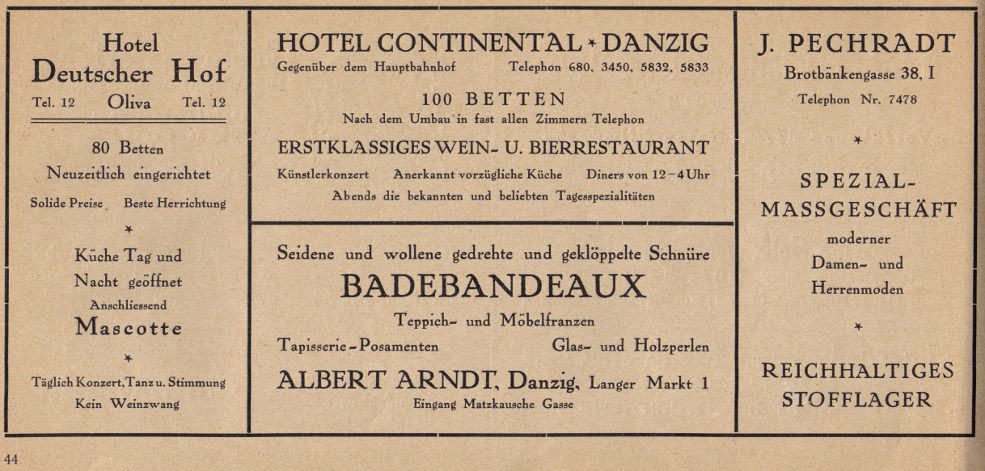 Hotel
Deutscher Hof
Tel. 12 Oliva Tel. 12
80 Betten
Neuzeitlich eingerichtet
Solide Preise Beste Herrichtung
*
Küche Tag und
Nacht geöffnet
Anschliessend
Mascotte
*
Täglich Konzert, Tanz u. Stimmung
Kein Weinzwang
HOTEL CONTINENTAL * DANZIG
Gegenüber dem Hauptbahnhof Telephon 680, 3450, 5832, 5833
100 BETTEN
Nach dem Umbau in fast allen Zimmern Telephon
ERSTKLASSIGES WEIN- U. BIERRESTAURANT
Künstlerkonzert Anerkannt vorzügliche Küche Diners von 12-4 Uhr
Abends die bekannten und beliebten Tagesspezialitäten
Seidene und wollene gedrehte und geklöppelte Schnüre
BADEBANDEAUX
Teppich- und Möbelfranzen
Tapisserie-Posamenten Glas- und Holzperlen
ALBERT ARNDT, Danzig, Langer Markt 1
Eingang Matzkausche Gasse
J. PECHRADT
Brotbänkengasse 38, I
Telephon Nr. 7478
*
SPEZIAL-
MASSGESCHÄFT
moderner
Damen- und
Herrenmoden
*
REICHHALTIGES
STOFFLAGER
44